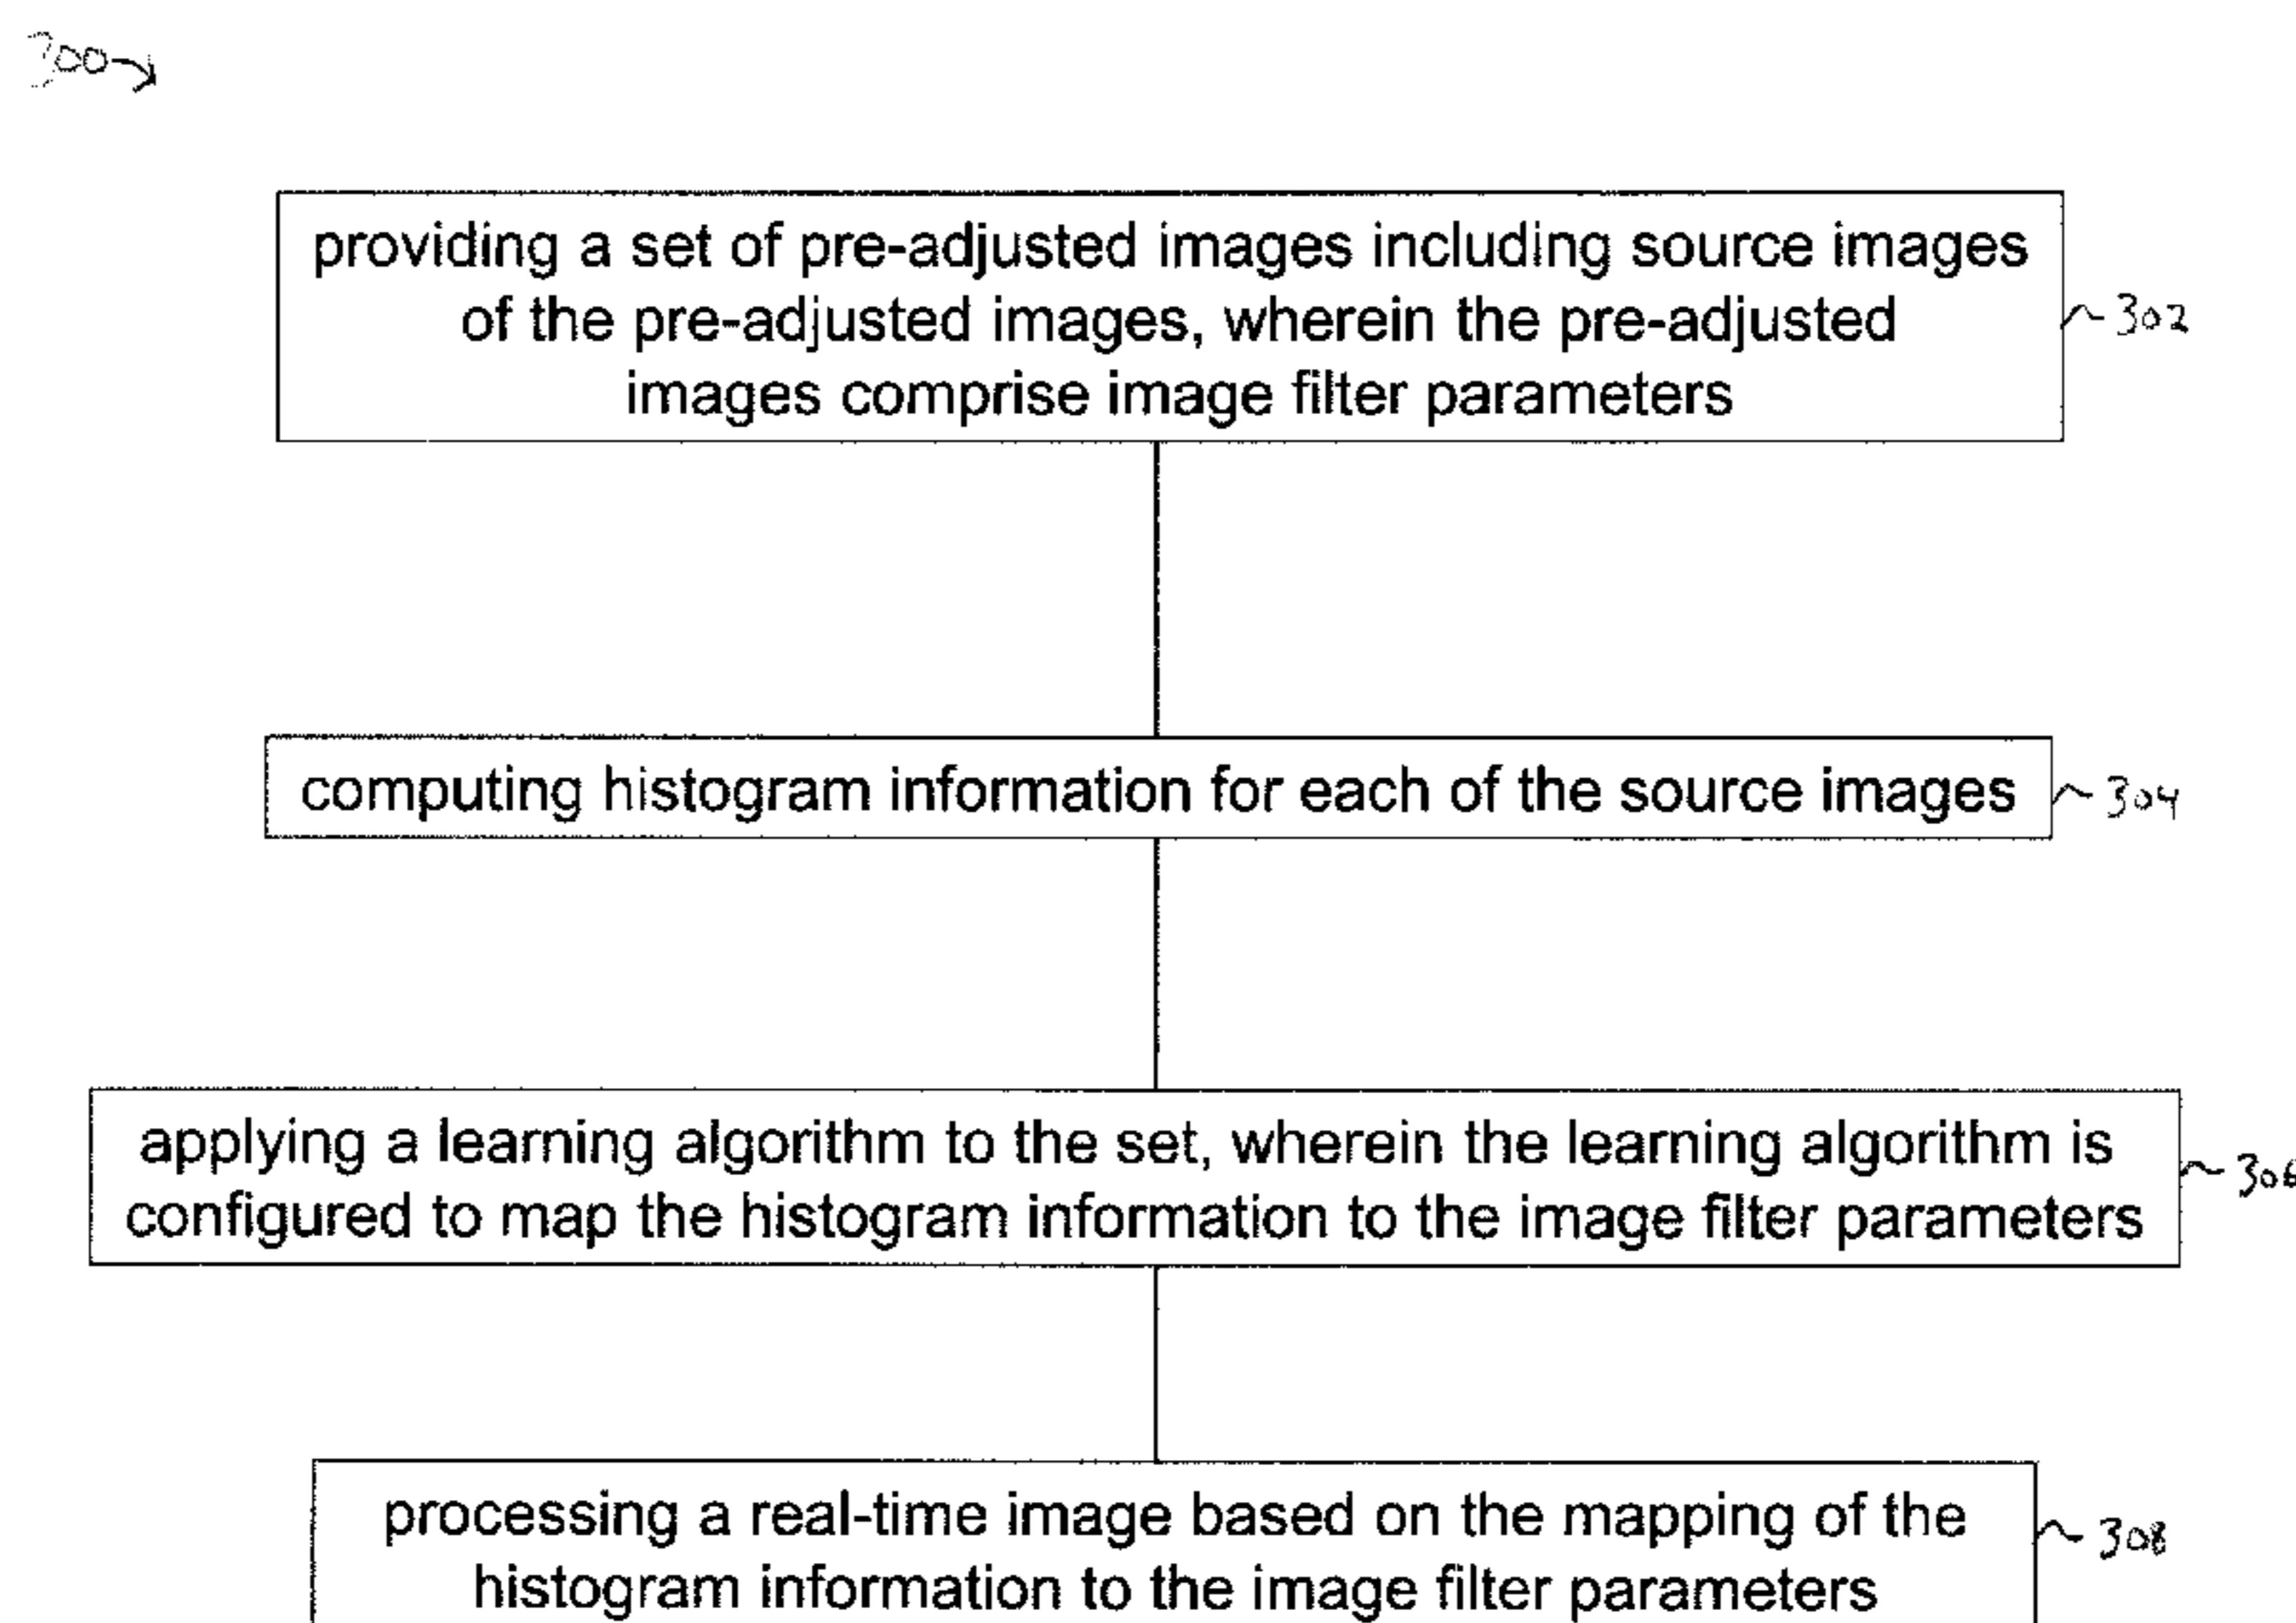 300
providing a set of pre-adjusted images including source images
of the pre-adjusted images, wherein the pre-adjusted
images comprise image filter parameters
302
computing histogram information for each of the source images
304
applying a learning algorithm to the set, wherein the learning algorithm is
configured to map the histogram information to the image filter parameters
306
processing a real-time image based on the mapping of the
histogram information to the image filter parameters
308